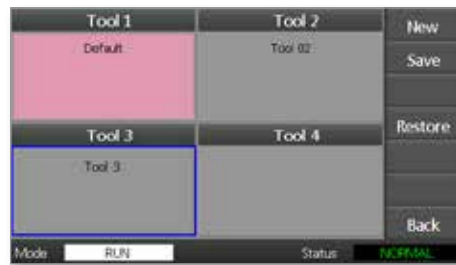 Tool 1
Tool 2
New
Default
Tool 02
Save
Tool 3
Tool 4
Restore
Tool 3
Back
Mode
RUN
Status
NORMAL